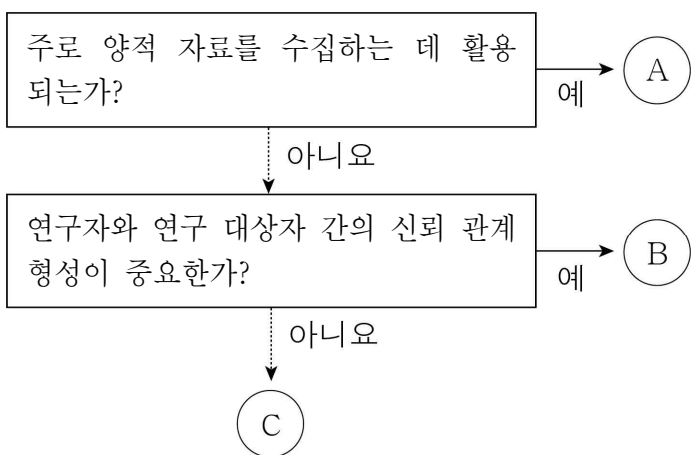 주로 양적 자료를 수집하는 데 활용
되는가?
예
A
아니요
연구자와 연구 대상자 간의 신뢰 관계
형성이 중요한가?
예
B
아니요
C